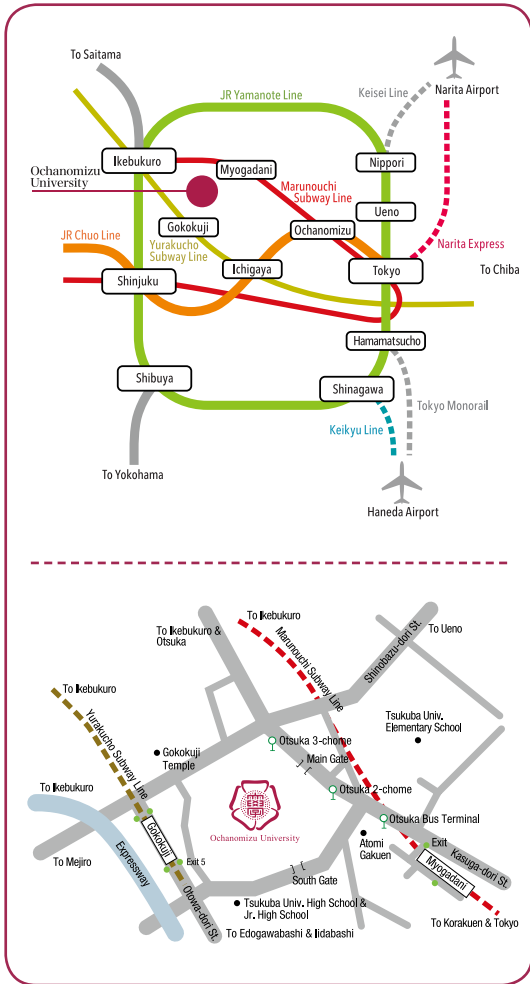 To Saitama
JR Yamanote Line
Keisei Line
Narita Airport
Ikebukuro
Myogadani
Nippori
Ochanomizu
University
Marunouchi
Subway Line
Ueno
Gokokuji
Ochanomizu
JR Chuo Line
Yurakucho
Subway Line
Narita Express
Ichigaya
Tokyo
To Chiba
Shinjuku
Hamamatsucho
Shibuya
Shinagawa
Tokyo Monorail
Keikyu Line
To Yokohama
Haneda Airport
To Ikebukuro
To Ikebukuro &
Otsuka
Marunouchi Subway Line
Shinobazu-dori St.
To Ueno
To Ikebukuro
Yurakucho Subway Line
Tsukuba Univ.
Elementary School
Otsuka 3-chome
Gokokuji
Temple
Main Gate
To Ikebukuro
Otsuka 2-chome
Ochanomizu University
Otsuka Bus Terminal
Gokokuji
Atomi
Gakuen
Exit
Expressway
To Mejiro
Exit 5
Myogadani
Kasuga-dori St.
South Gate
Otowa-dori St.
Tsukuba Univ. High School &
Jr. High School
To Korakuen & Tokyo
To Edogawabashi & Iidabashi